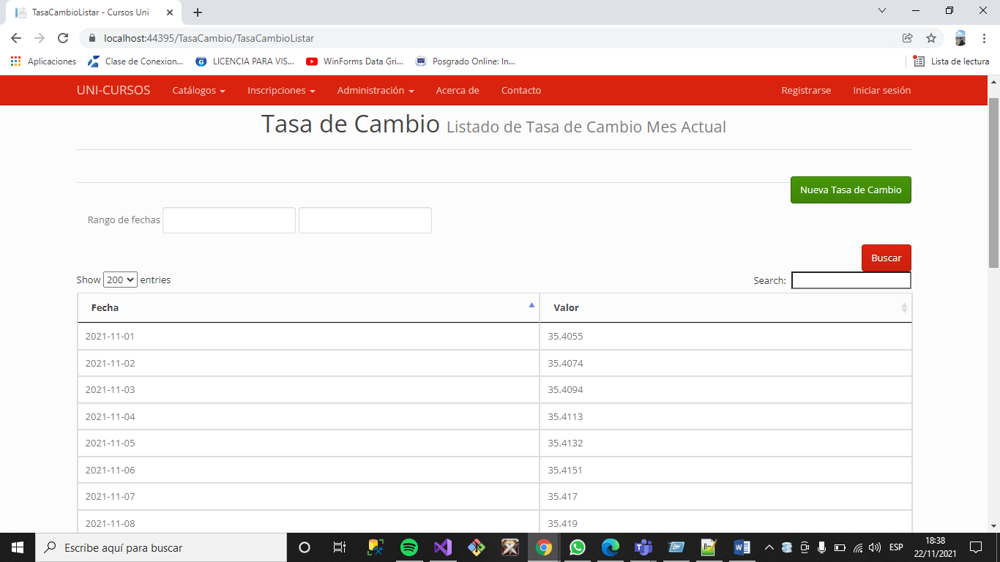 TasaCambioListar - Cursos Uni
localhost:44395/TasaCambio/TasaCambioListar
Aplicaciones Clase de Conexion... LICENCIA PARA VIS... WinForms Data Gri... Posgrado Online: In... Lista de lectura
UNI-CURSOS Catálogos Inscripciones Administración Acerca de Contacto Registrarse Iniciar sesión
Tasa de Cambio Listado de Tasa de Cambio Mes Actual
Nueva Tasa de Cambio
Rango de fechas
Buscar
Show 200 entries Search:
Fecha Valor
2021-11-01 35.4055
2021-11-02 35.4074
2021-11-03 35.4094
2021-11-04 35.4113
2021-11-05 35.4132
2021-11-06 35.4151
2021-11-07 35.417
2021-11-08 35.419
Escribe aquí para buscar ESP 18:38
22/11/2021